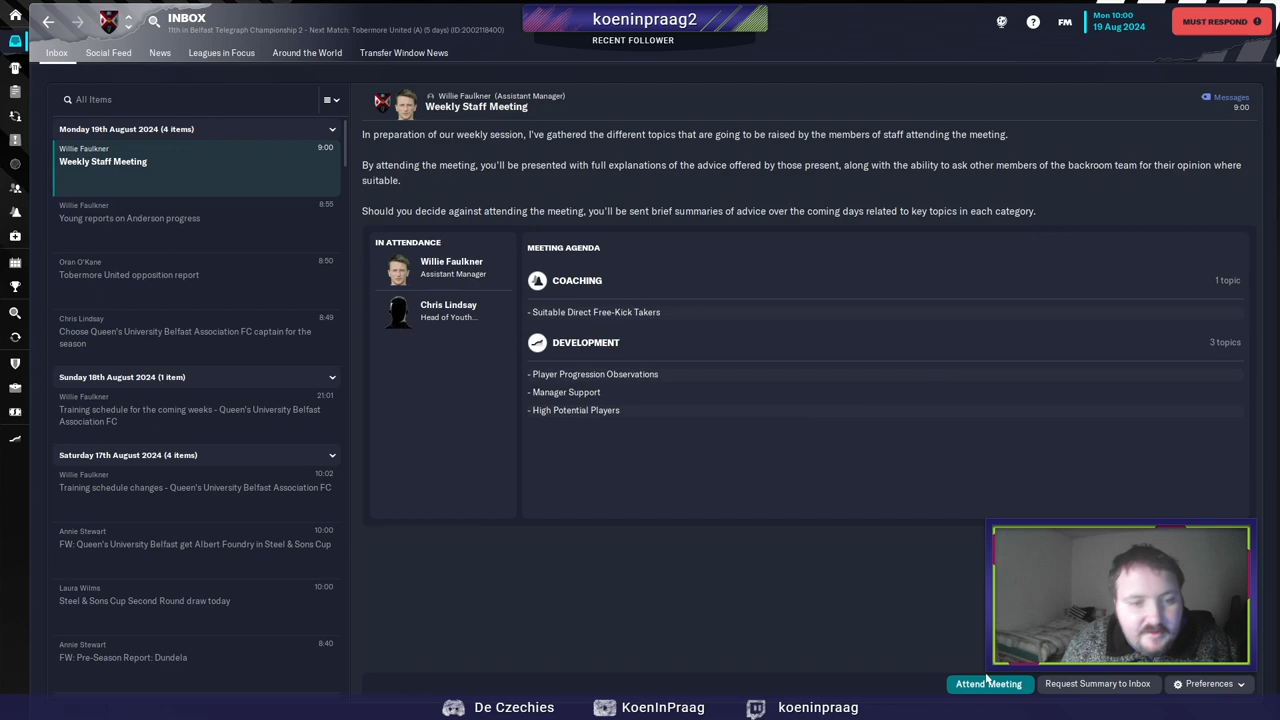 INBOX
11th in Belfast Telegraph Championship 2 - Next Match: Tobermore United (A) (5 days) (ID:2002118400)
koeninpraag2
RECENT FOLLOWER
FM
Mon 10:00
19 Aug 2024
MUST RESPOND
Inbox
Social Feed
News
Leagues in Focus
Around the World
Transfer Window News
All Items
Monday 19th August 2024 (4 items)
Willie Faulkner
9:00
Weekly Staff Meeting
Willie Faulkner
8:55
Young reports on Anderson progress
Oran O'Kane
8:50
Tobermore United opposition report
Chris Lindsay
8:49
Choose Queen's University Belfast Association FC captain for the
season
Sunday 18th August 2024 (1 item)
Willie Faulkner
21:01
Training schedule for the coming weeks - Queen's University Belfast
Association FC
Saturday 17th August 2024 (4 items)
Willie Faulkner
10:02
Training schedule changes - Queen's University Belfast Association FC
Annie Stewart
10:00
FW: Queen's University Belfast get Albert Foundry in Steel & Sons Cup
Laura Wilms
10:00
Steel & Sons Cup Second Round draw today
Annie Stewart
8:40
FW: Pre-Season Report: Dundela
Willie Faulkner (Assistant Manager)
Weekly Staff Meeting
Messages
9:00
In preparation of our weekly session, I've gathered the different topics that are going to be raised by the members of staff attending the meeting.
By attending the meeting, you'll be presented with full explanations of the advice offered by those present, along with the ability to ask other members of the backroom team for their opinion where
suitable.
Should you decide against attending the meeting, you'll be sent brief summaries of advice over the coming days related to key topics in each category.
IN ATTENDANCE
Willie Faulkner
Assistant Manager
Chris Lindsay
Head of Youth...
MEETING AGENDA
COACHING
1 topic
- Suitable Direct Free-Kick Takers
DEVELOPMENT
3 topics
- Player Progression Observations
- Manager Support
- High Potential Players
Attend Meeting
Request Summary to Inbox
Preferences
De Czechies
KoenInPraag
koeninpraag